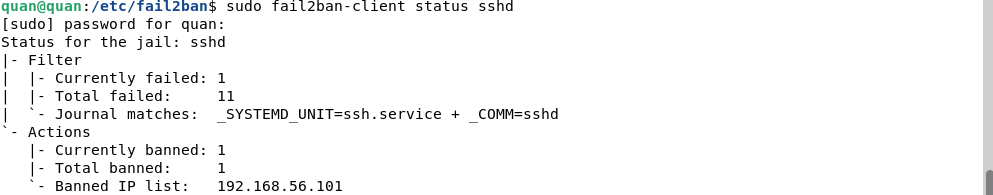 quan@quan:/etc/fail2ban$ sudo fail2ban-client status sshd
[sudo] password for quan:
Status for the jail: sshd
|- Filter
|  |- Currently failed: 1
|  |- Total failed:     11
|  `- Journal matches:  _SYSTEMD_UNIT=ssh.service + _COMM=sshd
`- Actions
   |- Currently banned: 1
   |- Total banned:     1
   `- Banned IP list:   192.168.56.101